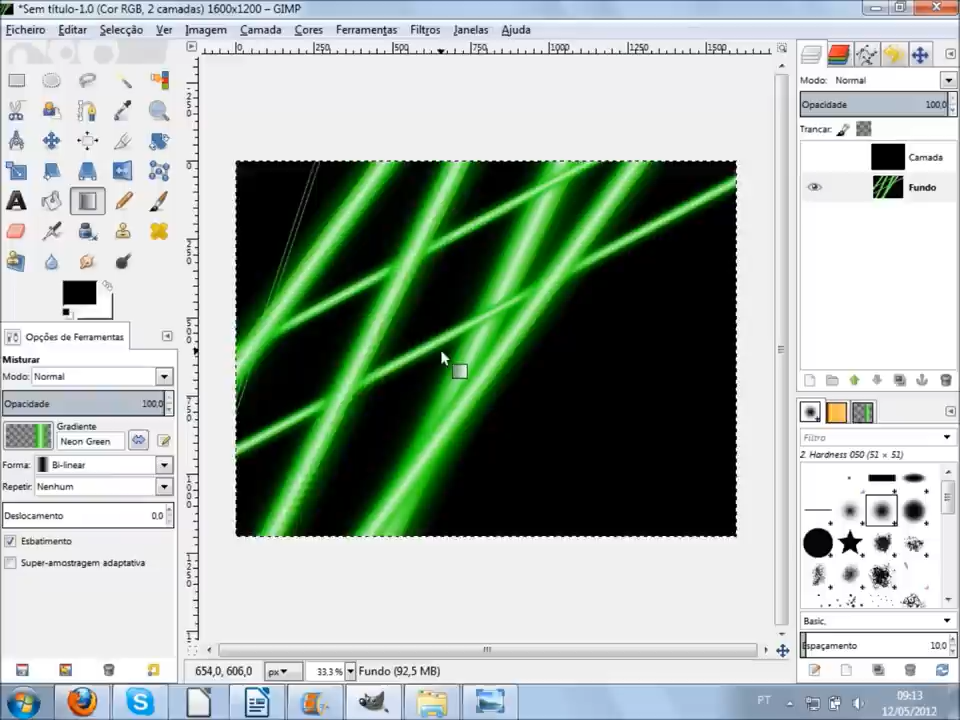 *Sem título-1.0 (Cor RGB, 2 camadas) 1600x1200 – GIMP
Ficheiro Editar Selecção Ver Imagem Camada Cores Ferramentas Filtros Janelas Ajuda
0 250 500 750 1000 1250 1500
Modo: Normal
Opacidade 100,0
Trancar:
Camada
Fundo
Opções de Ferramentas
Misturar
Modo: Normal
Opacidade 100,0
Gradiente
Neon Green
Forma: Bi-linear
Repetir: Nenhum
Deslocamento 0,0
Esbatimento
Super-amostragem adaptativa
Filtro
2. Hardness 050 (51 × 51)
Basic,
Espaçamento 10,0
654,0, 606,0 px 33.3% Fundo (92,5 MB)
PT
09:13
12/05/2012